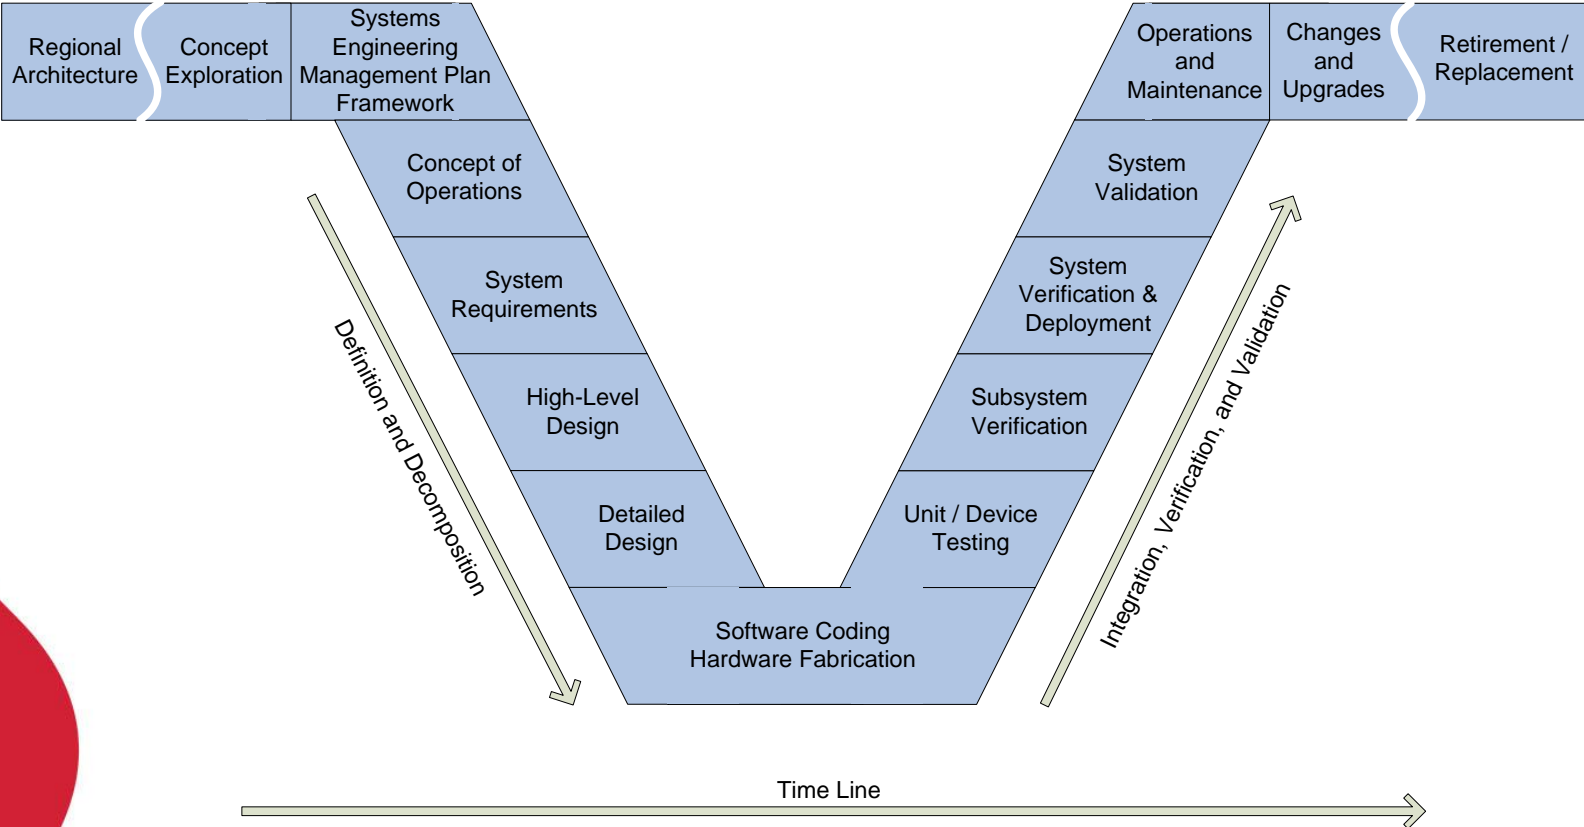 Regional
Architecture
Concept
Exploration
Systems
Engineering
Management Plan
Framework
Concept of
Operations
System
Requirements
High-Level
Design
Detailed
Design
Software Coding
Hardware Fabrication
Unit / Device
Testing
Subsystem
Verification
System
Verification &
Deployment
System
Validation
Operations
and
Maintenance
Changes
and
Upgrades
Retirement /
Replacement
Definition and Decomposition
Integration, Verification, and Validation
Time Line